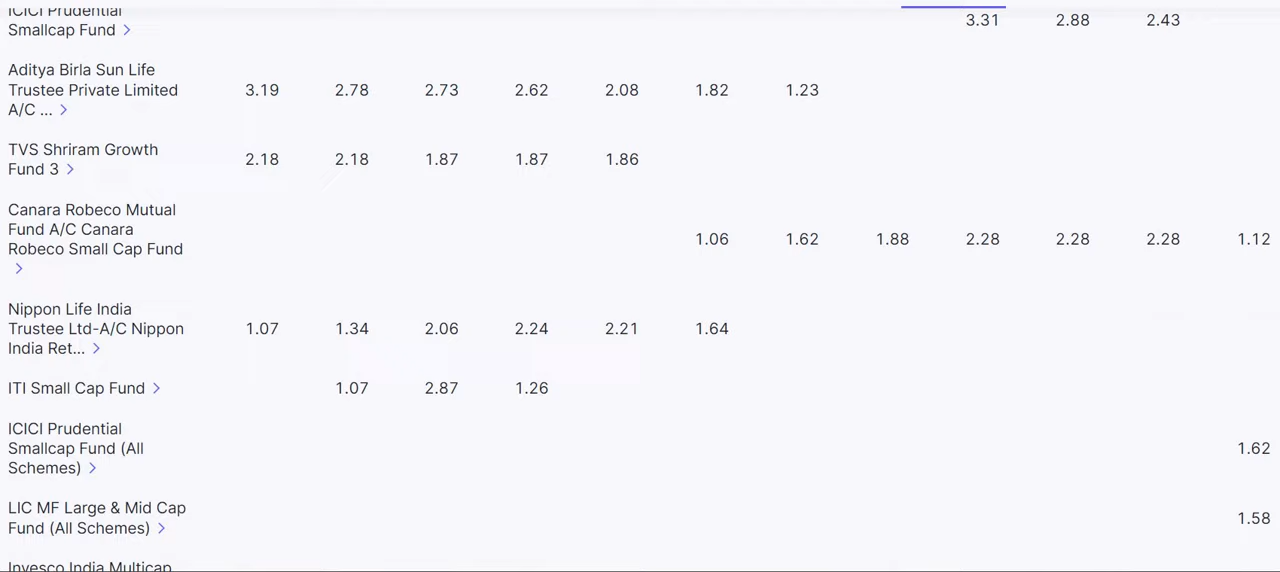 ICICI Prudential
Smallcap Fund > 3.31 2.88 2.43
Aditya Birla Sun Life
Trustee Private Limited 3.19 2.78 2.73 2.62 2.08 1.82 1.23
A/C ... >
TVS Shriram Growth
Fund 3 > 2.18 2.18 1.87 1.87 1.86
Canara Robeco Mutual
Fund A/C Canara 1.06 1.62 1.88 2.28 2.28 2.28 1.12
Robeco Small Cap Fund
>
Nippon Life India
Trustee Ltd-A/C Nippon 1.07 1.34 2.06 2.24 2.21 1.64
India Ret... >
ITI Small Cap Fund > 1.07 2.87 1.26
ICICI Prudential
Smallcap Fund (All 1.62
Schemes) >
LIC MF Large & Mid Cap
Fund (All Schemes) > 1.58
Invesco India Multicap